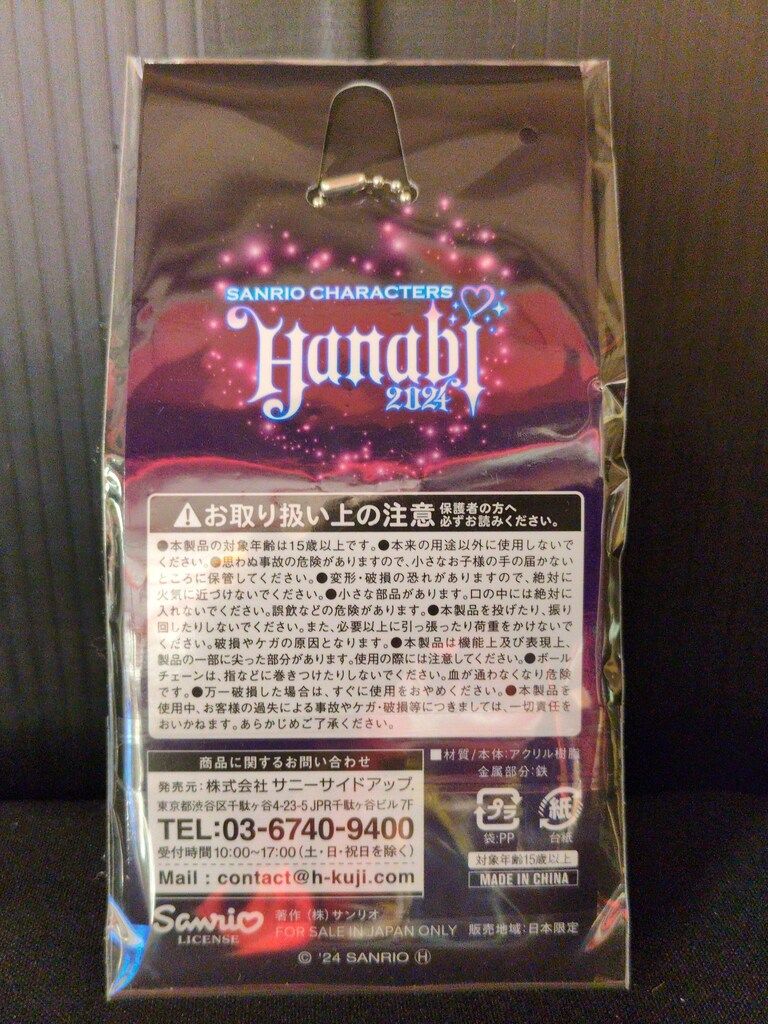 SANRIO CHARACTERS
Hanabi
2024
お取り扱い上の注意 保護者の方へ必ずお読みください。
●本製品の対象年齢は15歳以上です。●本来の用途以外に使用しないで
ください。●思わぬ事故の危険がありますので、小さなお子様の手の届かない
ところに保管してください。●変形・破損の恐れがありますので、絶対に
火気に近づけないでください。●小さな部品があります。口の中には絶対に
入れないでください。誤飲などの危険があります。●本製品を投げたり、振り
回したりしないでください。また、必要以上に引っ張ったり荷重をかけないで
ください。破損やケガの原因となります。●本製品は機能上及び表現上、
製品の一部に尖った部分があります。使用の際には注意してください。●ボール
チェーンは、指などに巻きつけたりしないでください。血が通わなくなり危険
です。●万一破損した場合は、すぐに使用をおやめください。●本製品を
使用中、お客様の過失による事故やケガ・破損等につきましては、一切責任を
おいかねます。あらかじめご了承ください。
商品に関するお問い合わせ
発売元:株式会社 サニーサイドアップ
東京都渋谷区千駄ヶ谷4-23-5 JPR千駄ヶ谷ビル 7F
TEL:03-6740-9400
受付時間10:00~17:00(土・日・祝日を除く)
Mail : contact@h-kuji.com
■材質/本体:アクリル樹脂
金属部分:鉄
プラ
袋:PP
紙
台紙
対象年齢15歳以上
MADE IN CHINA
Sanrio
LICENSE
著作 (株)サンリオ
FOR SALE IN JAPAN ONLY 販売地域:日本限定
© '24 SANRIO Ⓗ